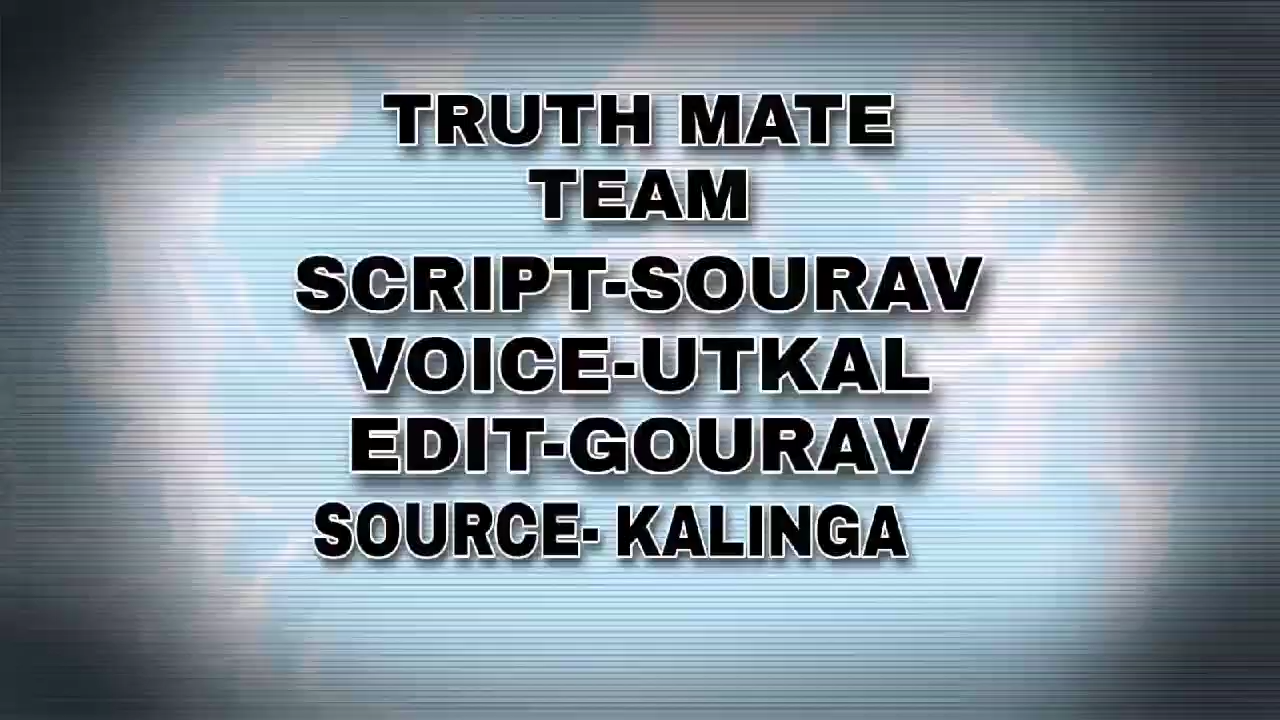 TRUTH MATE
TEAM
SCRIPT-SOURAV
VOICE-UTKAL
EDIT-GOURAV
SOURCE- KALINGA